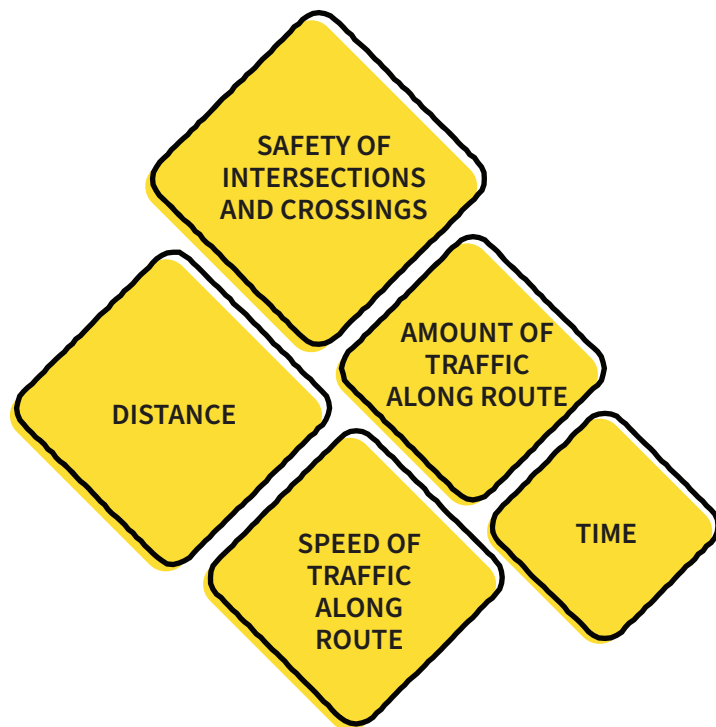 SAFETY OF
INTERSECTIONS
AND CROSSINGS
AMOUNT OF
TRAFFIC
ALONG ROUTE
DISTANCE
TIME
SPEED OF
TRAFFIC
ALONG
ROUTE